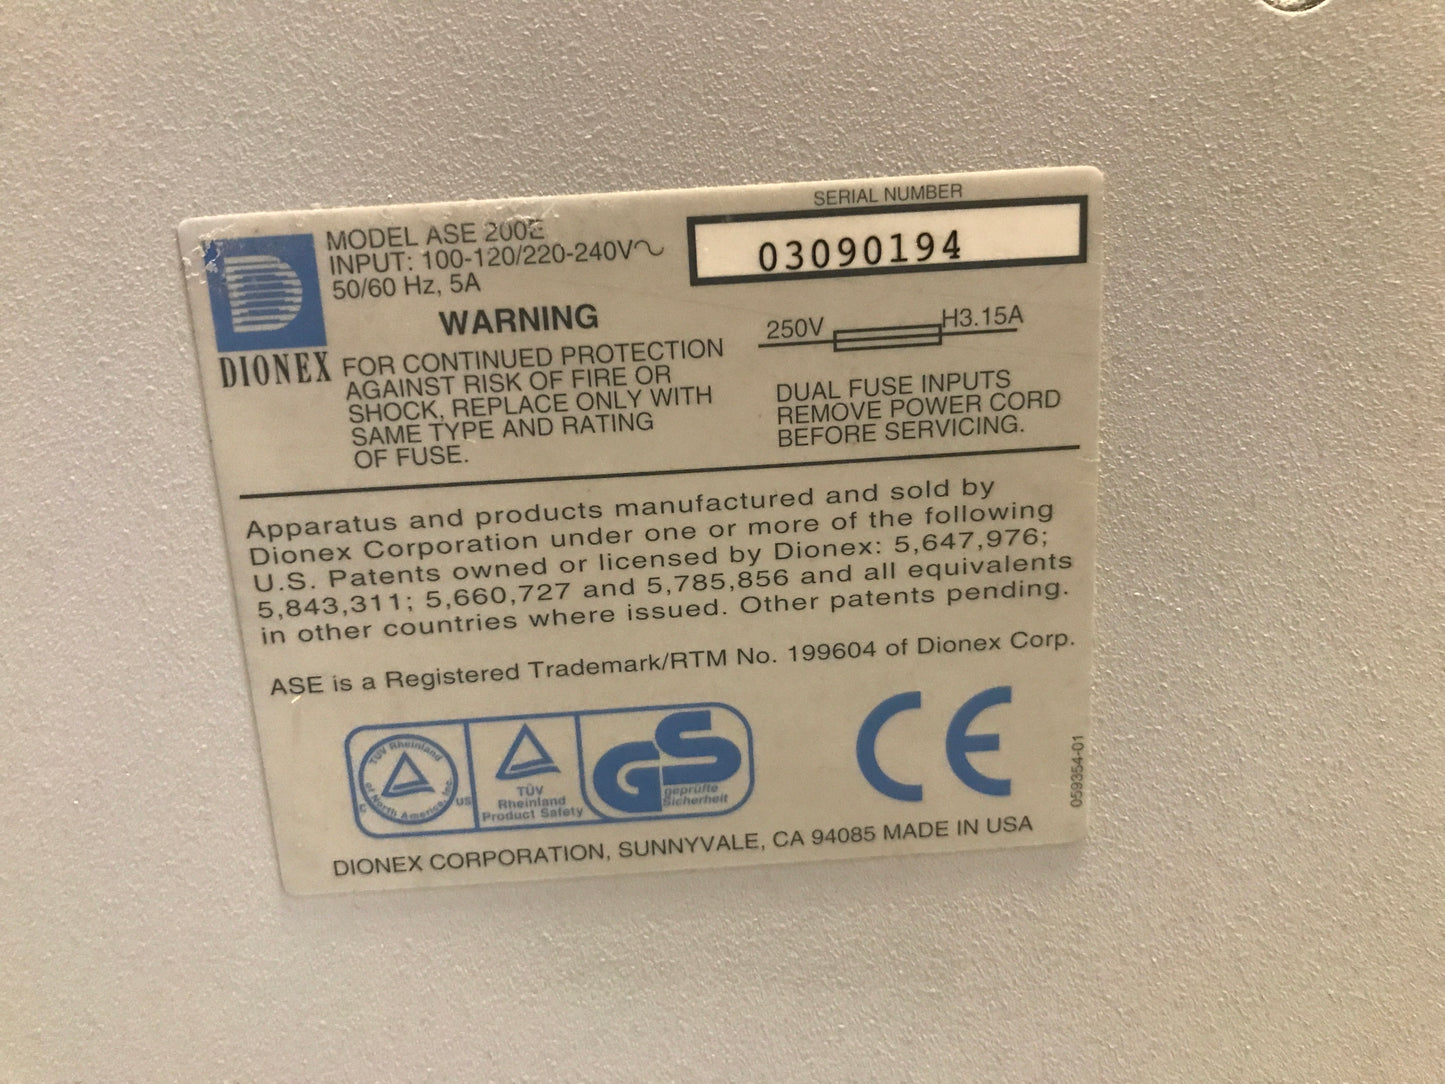 SERIAL NUMBER
03090194
MODEL ASE 200E
INPUT: 100-120/220-240V~
50/60 Hz, 5A
DIONEX
WARNING
FOR CONTINUED PROTECTION
AGAINST RISK OF FIRE OR
SHOCK, REPLACE ONLY WITH
SAME TYPE AND RATING
OF FUSE.
250V H3.15A
DUAL FUSE INPUTS
REMOVE POWER CORD
BEFORE SERVICING.
Apparatus and products manufactured and sold by
Dionex Corporation under one or more of the following
U.S. Patents owned or licensed by Dionex: 5,647,976;
5,843,311; 5,660,727 and 5,785,856 and all equivalents
in other countries where issued. Other patents pending.
ASE is a Registered Trademark/RTM No. 199604 of Dionex Corp.
TÜV Rheinland
of North America, Inc.
C US
TÜV
Rheinland
Product Safety
GS
geprüfte
Sicherheit
CE
059354-01
DIONEX CORPORATION, SUNNYVALE, CA 94085 MADE IN USA